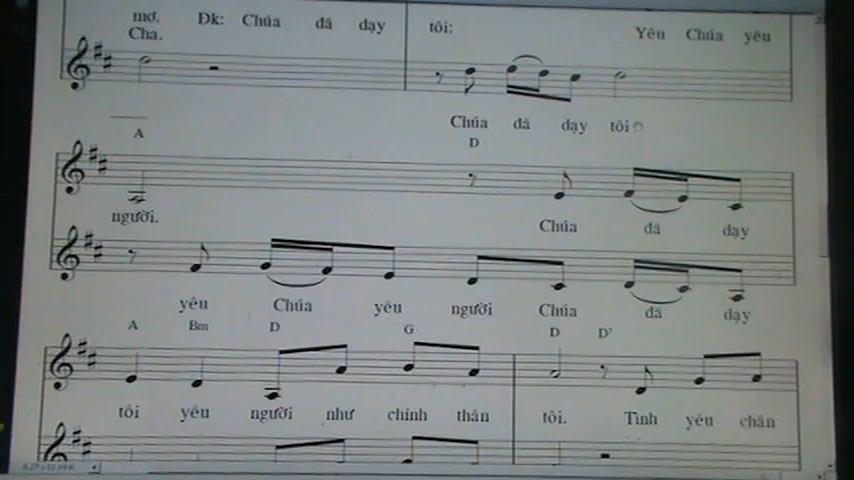 mơ. Đk: Chúa đã dạy tôi: Yêu Chúa yêu
Cha.
Chúa đã dạy tôi
A D
người. Chúa đã dạy
yêu Chúa yêu người Chúa đã dạy
A Bm D G D D7
tôi yêu người như chính thân tôi. Tình yêu chân